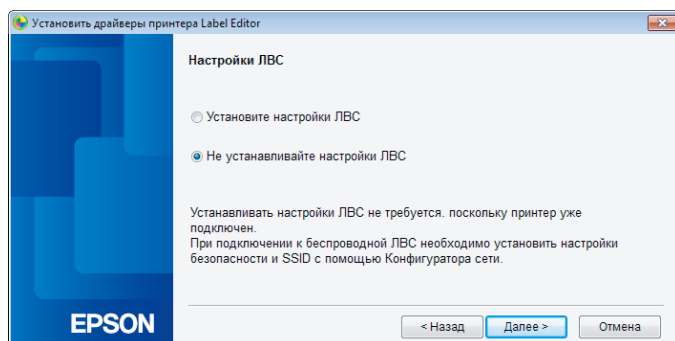 Установить драйверы принтера Label Editor
Настройки ЛВС
Установите настройки ЛВС
Не устанавливайте настройки ЛВС
Устанавливать настройки ЛВС не требуется. поскольку принтер уже
подключен.
При подключении к беспроводной ЛВС необходимо установить настройки
безопасности и SSID с помощью Конфигуратора сети.
EPSON
< Назад Далее > Отмена